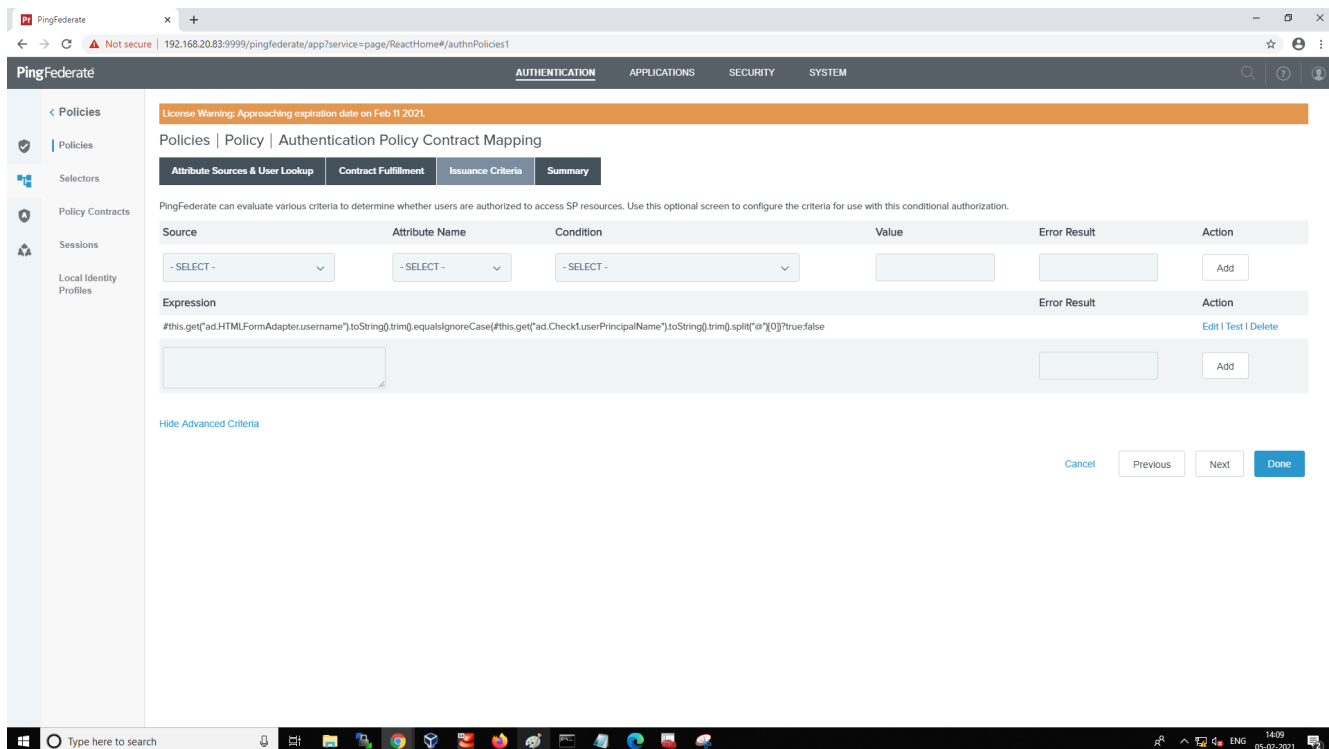 Pf PingFederate
Not secure | 192.168.20.83:9999/pingfederate/app?service=page/ReactHome#/authnPolicies1
PingFederate
AUTHENTICATION APPLICATIONS SECURITY SYSTEM
< Policies
Policies
Selectors
Policy Contracts
Sessions
Local Identity
Profiles
License Warning: Approaching expiration date on Feb 11 2021.
Policies | Policy | Authentication Policy Contract Mapping
Attribute Sources & User Lookup Contract Fulfillment Issuance Criteria Summary
PingFederate can evaluate various criteria to determine whether users are authorized to access SP resources. Use this optional screen to configure the criteria for use with this conditional authorization.
Source Attribute Name Condition Value Error Result Action
- SELECT - - SELECT - - SELECT - Add
Expression Error Result Action
#this.get("ad.HTMLFormAdapter.username").toString().trim().equalsIgnoreCase(#this.get("ad.Check1.userPrincipalName").toString().trim().split("@")[0])?true:false Edit | Test | Delete
Add
Hide Advanced Criteria
Cancel Previous Next Done
Type here to search
ENG 14:09
05-02-2021